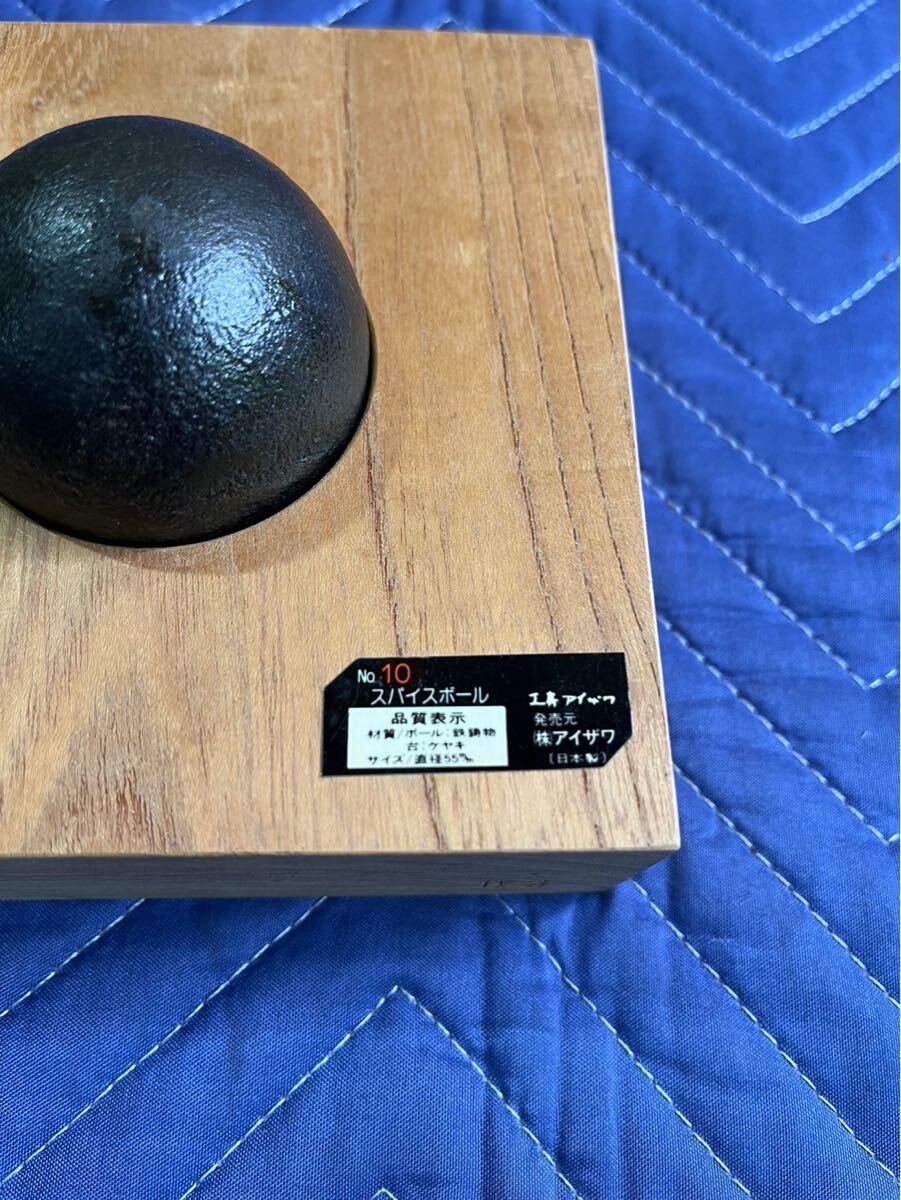 No. 10
スパイスボール
品質表示
材質/ボール:鉄鋳物
台:ケヤキ
サイズ/直径55㎜
工房アイザワ
発売元
㈱アイザワ
〔日本製〕